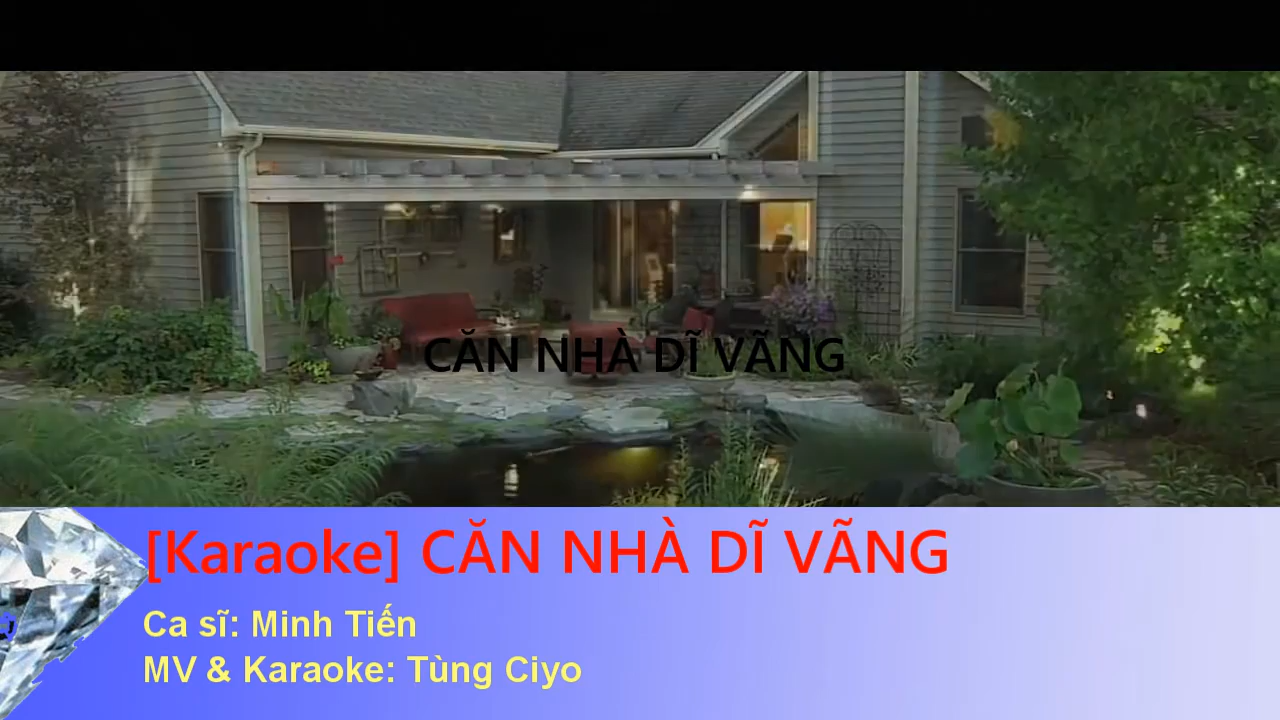 CĂN NHÀ DĨ VÃNG
[Karaoke] CĂN NHÀ DĨ VÃNG
Ca sĩ: Minh Tiến
MV & Karaoke: Tùng Ciyo